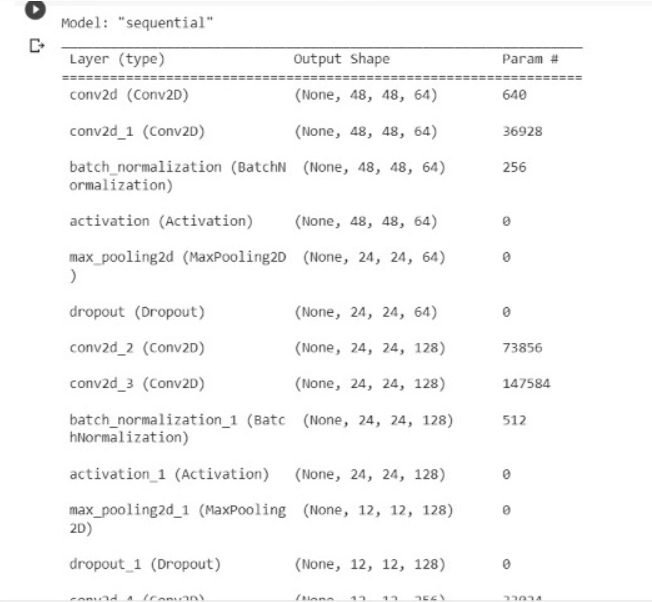 Model: "sequential"
Layer (type) Output Shape Param #
conv2d (Conv2D) (None, 48, 48, 64) 640
conv2d_1 (Conv2D) (None, 48, 48, 64) 36928
batch_normalization (BatchN (None, 48, 48, 64) 256
ormalization)
activation (Activation) (None, 48, 48, 64) 0
max_pooling2d (MaxPooling2D (None, 24, 24, 64) 0
)
dropout (Dropout) (None, 24, 24, 64) 0
conv2d_2 (Conv2D) (None, 24, 24, 128) 73856
conv2d_3 (Conv2D) (None, 24, 24, 128) 147584
batch_normalization_1 (Batc (None, 24, 24, 128) 512
hNormalization)
activation_1 (Activation) (None, 24, 24, 128) 0
max_pooling2d_1 (MaxPooling (None, 12, 12, 128) 0
2D)
dropout_1 (Dropout) (None, 12, 12, 128) 0